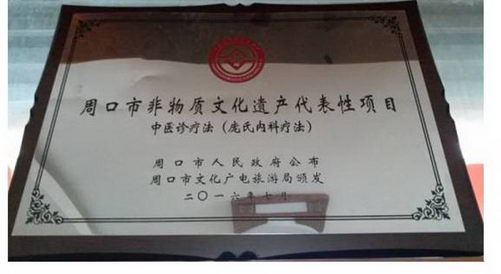 周口市非物质文化遗产代表性项目
中医诊疗法（庞氏内科疗法）
周口市人民政府公布
周口市文化广电旅游局颁发
二〇一六年七月